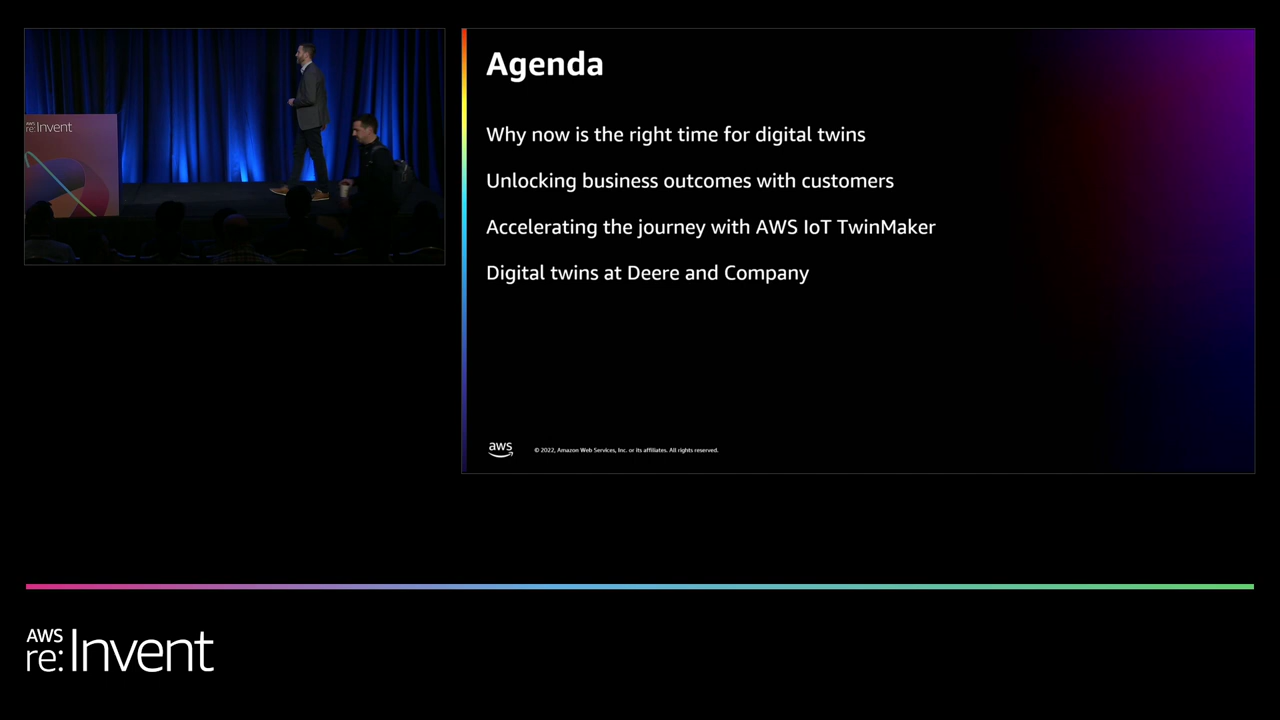 AWS
re:Invent
Agenda
Why now is the right time for digital twins
Unlocking business outcomes with customers
Accelerating the journey with AWS IoT TwinMaker
Digital twins at Deere and Company
aws
© 2022, Amazon Web Services, Inc. or its affiliates. All rights reserved.
AWS
re:Invent